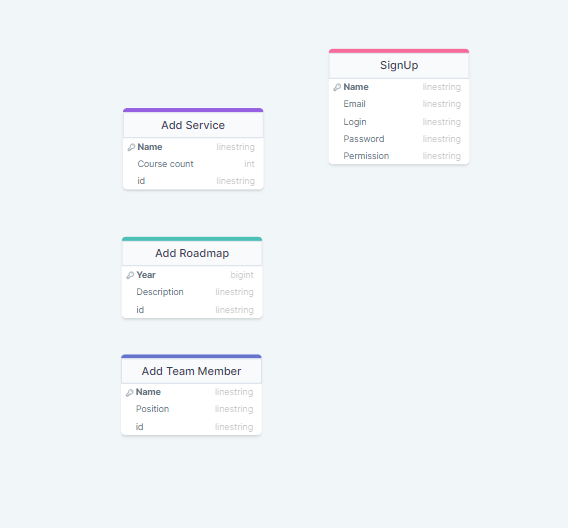 SignUp
Name linestring
Email linestring
Login linestring
Password linestring
Permission linestring
Add Service
Name linestring
Course count int
id linestring
Add Roadmap
Year bigint
Description linestring
id linestring
Add Team Member
Name linestring
Position linestring
id linestring